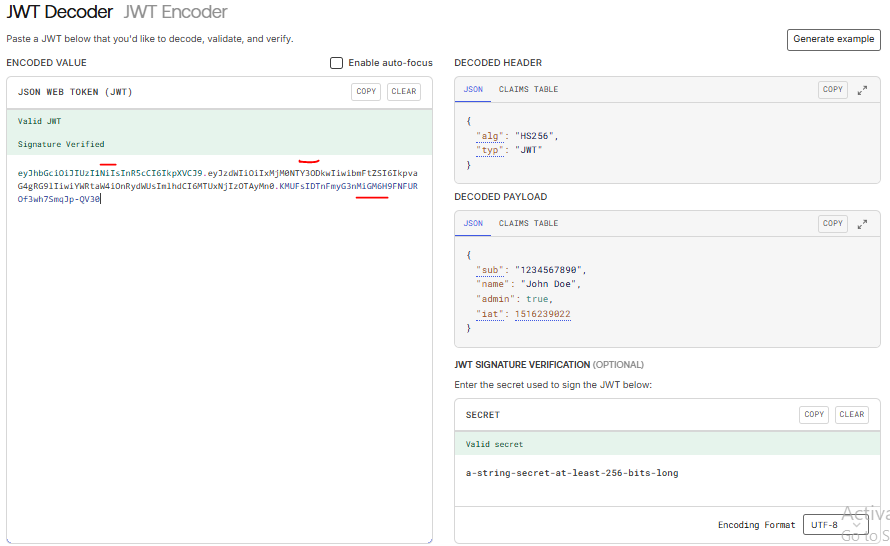 JWT Decoder JWT Encoder
Paste a JWT below that you'd like to decode, validate, and verify.
Generate example
ENCODED VALUE
Enable auto-focus
JSON WEB TOKEN (JWT)
COPY
CLEAR
Valid JWT
Signature Verified
eyJhbGciOiJIUzI1NiIsInR5cCI6IkpXVCJ9.eyJzdWIiOiIxMjM0NTY3ODkwIiwibmFtZSI6Ikpva
G4gRG9lIiwiYWRtaW4iOnRydWUsImlhdCI6MTUxNjIzOTAyMn0.KMUFsIDTnFmyG3nMiGM6H9FNFUR
Of3wh7SmqJp-QV30
DECODED HEADER
JSON
CLAIMS TABLE
COPY
{
"alg": "HS256",
"typ": "JWT"
}
DECODED PAYLOAD
JSON
CLAIMS TABLE
COPY
{
"sub": "1234567890",
"name": "John Doe",
"admin": true,
"iat": 1516239022
}
JWT SIGNATURE VERIFICATION (OPTIONAL)
Enter the secret used to sign the JWT below:
SECRET
COPY
CLEAR
Valid secret
a-string-secret-at-least-256-bits-long
Encoding Format
UTF-8
Activa
Go to S